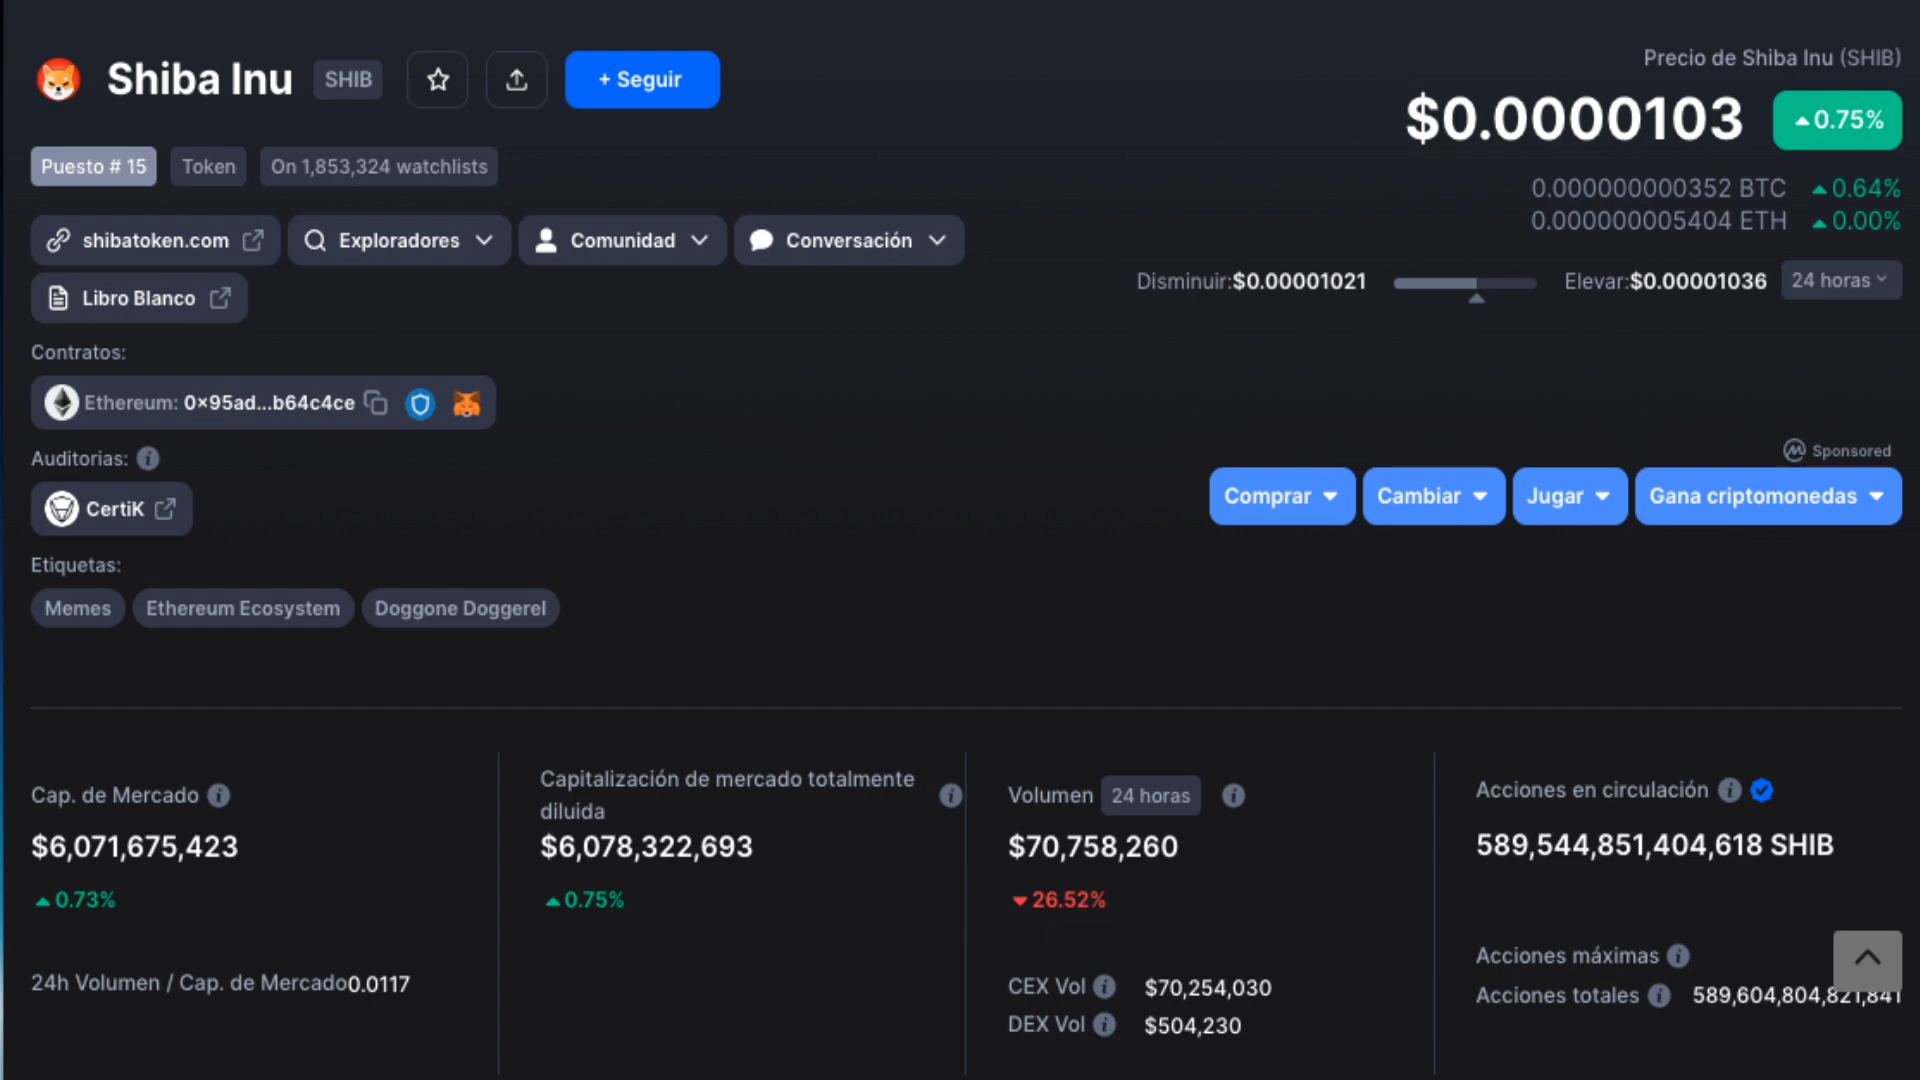 Shiba Inu SHIB + Seguir
Puesto # 15 Token On 1,853,324 watchlists
shibatoken.com Exploradores Comunidad Conversación
Libro Blanco
Contratos:
Ethereum: 0x95ad...b64c4ce
Auditorias:
CertiK
Etiquetas:
Memes Ethereum Ecosystem Doggone Doggerel
Precio de Shiba Inu (SHIB)
$0.0000103 0.75%
0.000000000352 BTC 0.64%
0.000000005404 ETH 0.00%
Disminuir:$0.00001021 Elevar:$0.00001036 24 horas
Sponsored
Comprar Cambiar Jugar Gana criptomonedas
Cap. de Mercado
$6,071,675,423
0.73%
24h Volumen / Cap. de Mercado0.0117
Capitalización de mercado totalmente
diluida
$6,078,322,693
0.75%
Volumen 24 horas
$70,758,260
26.52%
CEX Vol $70,254,030
DEX Vol $504,230
Acciones en circulación
589,544,851,404,618 SHIB
Acciones máximas
Acciones totales 589,604,804,821,841